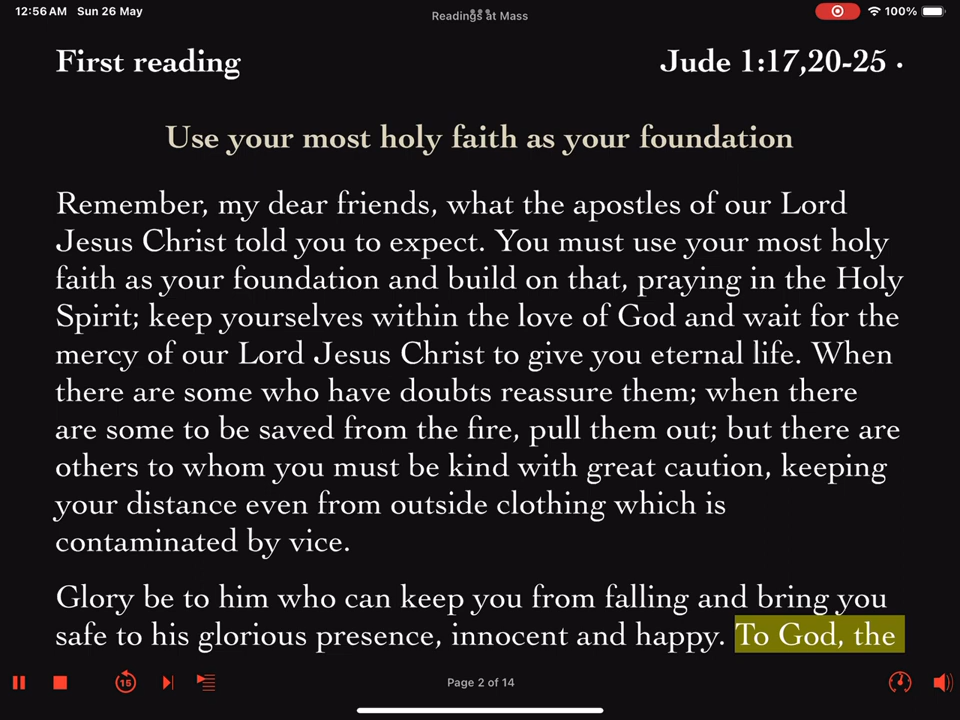 12:56 AM Sun 26 May
Readings at Mass
100%
First reading
Jude 1:17,20-25 •
Use your most holy faith as your foundation
Remember, my dear friends, what the apostles of our Lord
Jesus Christ told you to expect. You must use your most holy
faith as your foundation and build on that, praying in the Holy
Spirit; keep yourselves within the love of God and wait for the
mercy of our Lord Jesus Christ to give you eternal life. When
there are some who have doubts reassure them; when there
are some to be saved from the fire, pull them out; but there are
others to whom you must be kind with great caution, keeping
your distance even from outside clothing which is
contaminated by vice.
Glory be to him who can keep you from falling and bring you
safe to his glorious presence, innocent and happy. To God, the
15
Page 2 of 14